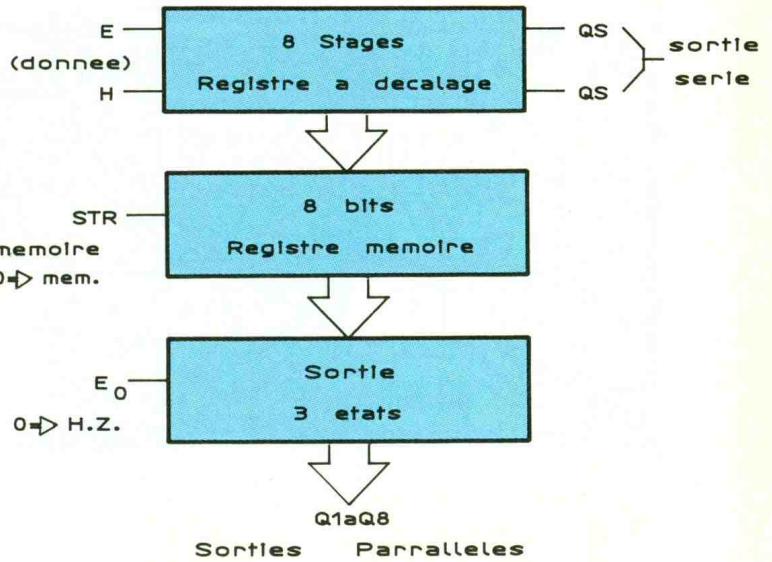 E
(donnee)
H
8 Stages
Registre a decalage
QS
QS
sortie
serie
STR
memoire
0⇒ mem.
8 bits
Registre memoire
E0
0⇒ H.Z.
Sortie
3 etats
Q1aQ8
Sorties Parralleles